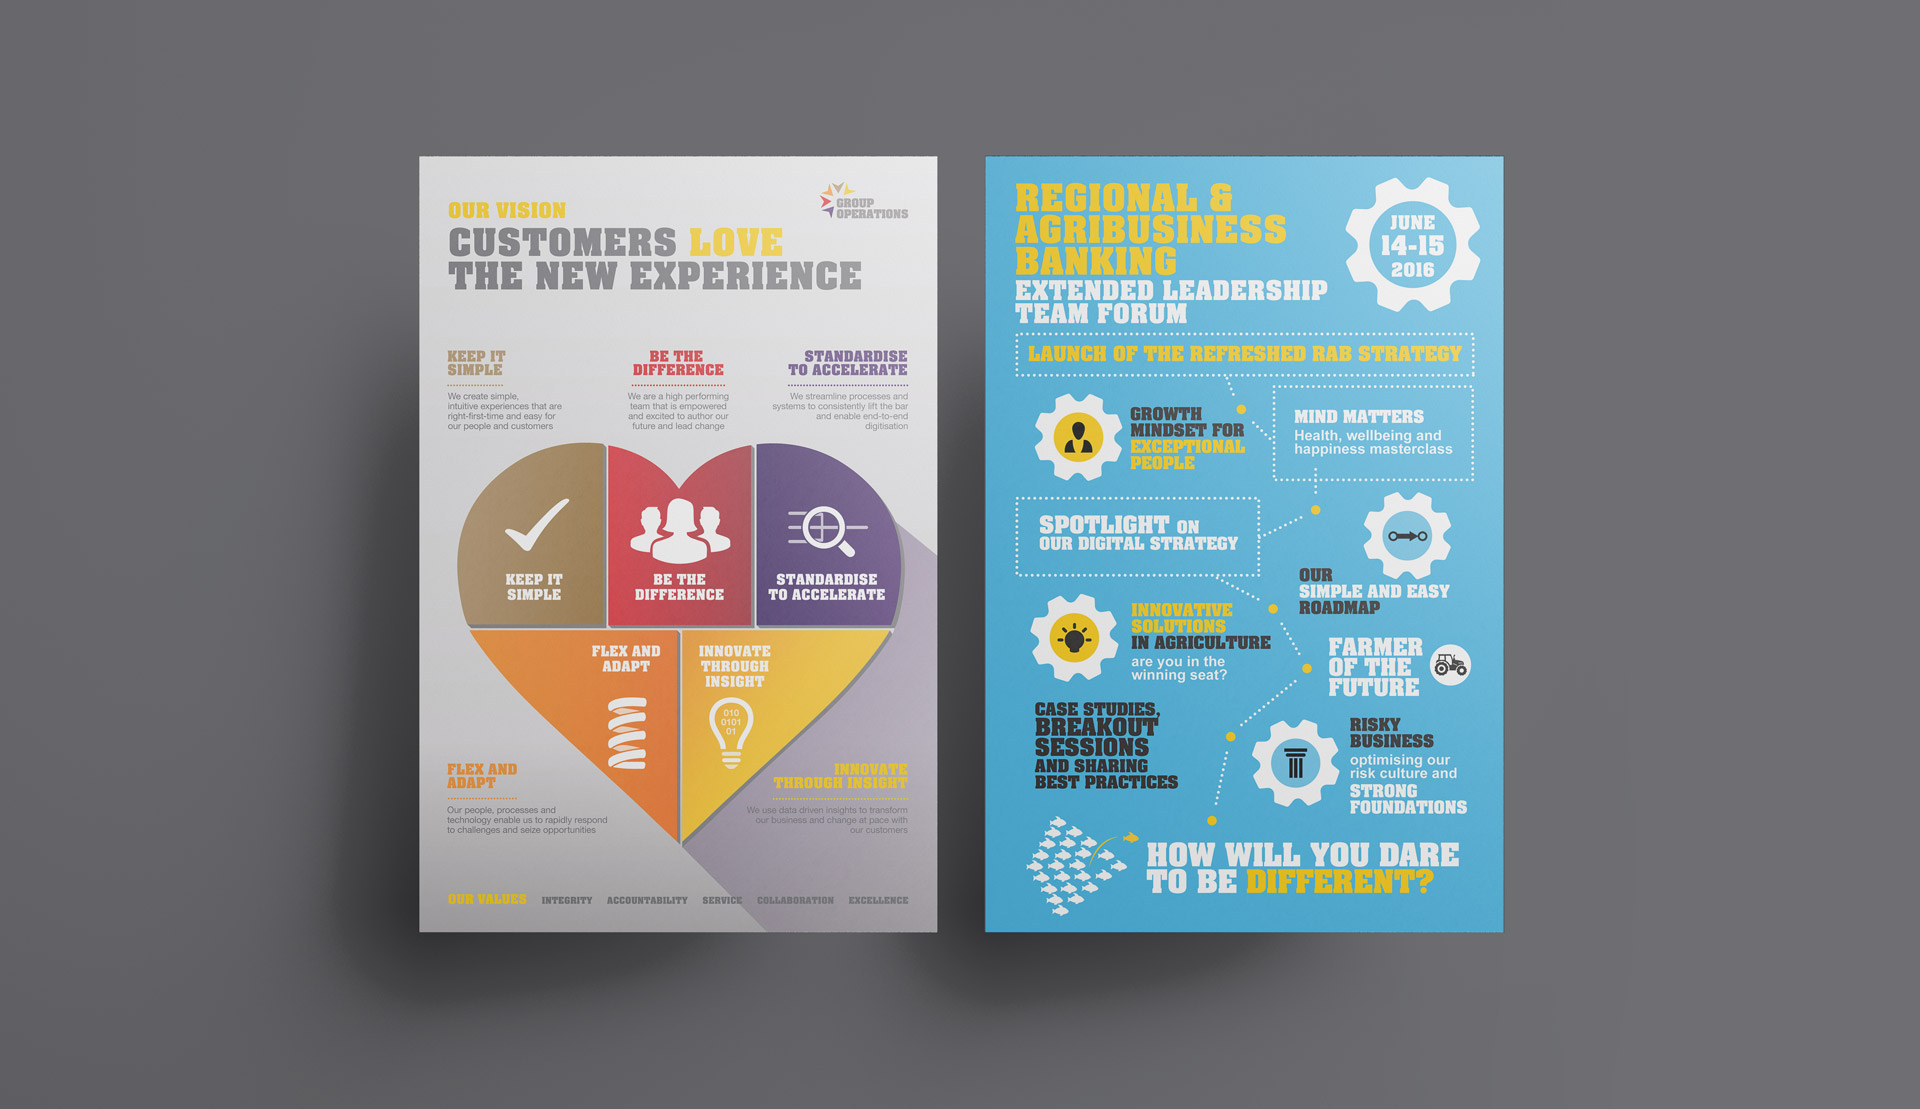 OUR VISION
CUSTOMERS LOVE
THE NEW EXPERIENCE
GROUP
OPERATIONS
KEEP IT
SIMPLE
We create simple,
intuitive experiences that are
right-first-time and easy for
our people and customers
BE THE
DIFFERENCE
We are a high performing
team that is empowered
and excited to author our
future and lead change
STANDARDISE
TO ACCELERATE
We streamline processes and
systems to consistently lift the bar
and enable end-to-end
digitisation
KEEP IT
SIMPLE
BE THE
DIFFERENCE
STANDARDISE
TO ACCELERATE
FLEX AND
ADAPT
INNOVATE
THROUGH
INSIGHT
010
0101
01
FLEX AND
ADAPT
Our people, processes and
technology enable us to rapidly respond
to challenges and seize opportunities
INNOVATE
THROUGH INSIGHT
We use data driven insights to transform
our business and change at pace with
our customers
OUR VALUES INTEGRITY ACCOUNTABILITY SERVICE COLLABORATION EXCELLENCE
REGIONAL &
AGRIBUSINESS
BANKING
EXTENDED LEADERSHIP
TEAM FORUM
JUNE
14-15
2016
LAUNCH OF THE REFRESHED RAB STRATEGY
GROWTH
MINDSET FOR
EXCEPTIONAL
PEOPLE
MIND MATTERS
Health, wellbeing and
happiness masterclass
SPOTLIGHT ON
OUR DIGITAL STRATEGY
OUR
SIMPLE AND EASY
ROADMAP
INNOVATIVE
SOLUTIONS
IN AGRICULTURE
are you in the
winning seat?
FARMER
OF THE
FUTURE
CASE STUDIES,
BREAKOUT
SESSIONS
AND SHARING
BEST PRACTICES
RISKY
BUSINESS
optimising our
risk culture and
STRONG
FOUNDATIONS
HOW WILL YOU DARE
TO BE DIFFERENT?